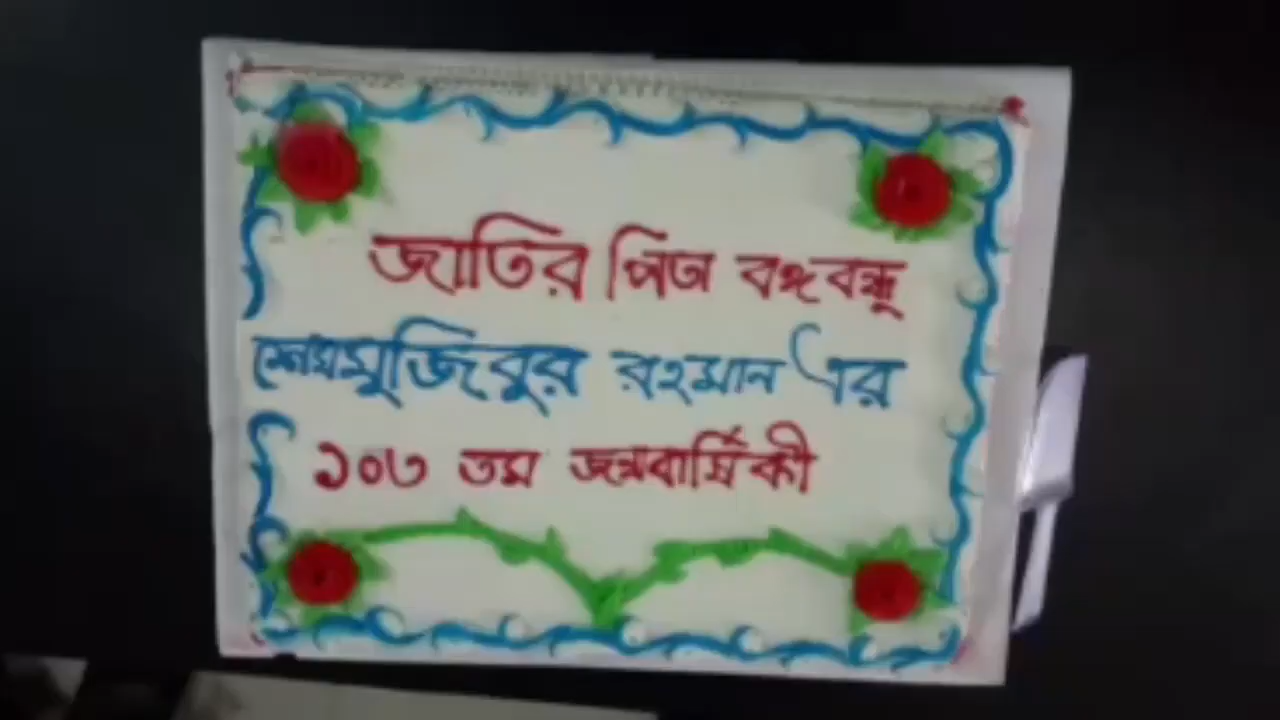 জাতির পিতা বঙ্গবন্ধু
শেখমুজিবুর রহমান এর
১০৩ তম জন্মবার্ষিকী